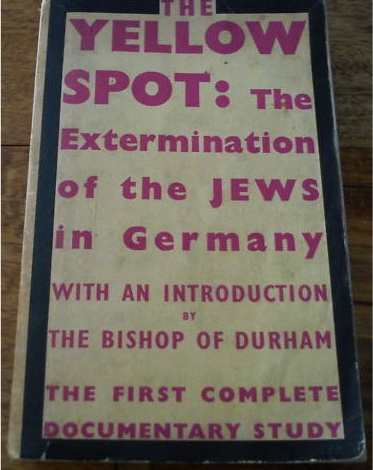 THE
YELLOW
SPOT: The
Extermination
of the JEWS
in Germany
WITH AN INTRODUCTION
BY
THE BISHOP OF DURHAM
THE FIRST COMPLETE
DOCUMENTARY STUDY